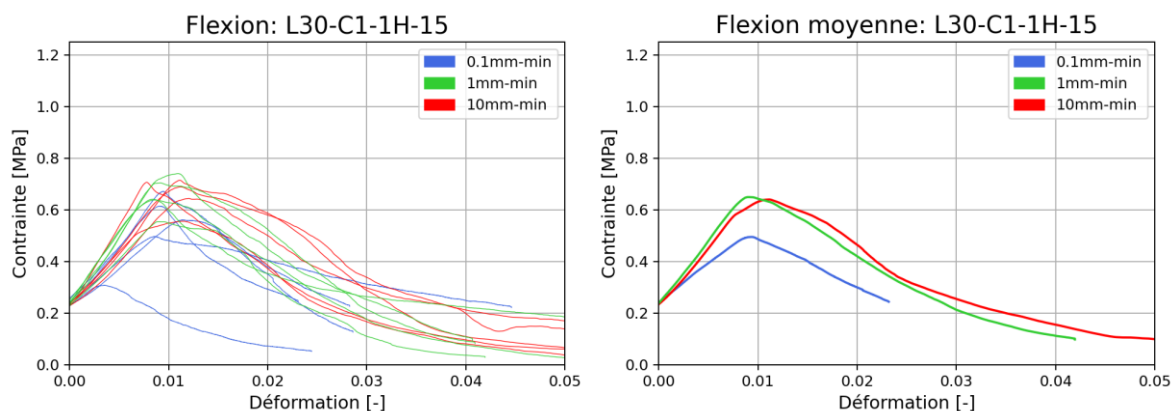 Flexion: L30-C1-1H-15
1.2
1.0
0.8
0.6
0.4
0.2
0.0
Contrainte [MPa]
0.1mm-min
1mm-min
10mm-min
0.00 0.01 0.02 0.03 0.04 0.05
Déformation [-]
Flexion moyenne: L30-C1-1H-15
1.2
1.0
0.8
0.6
0.4
0.2
0.0
Contrainte [MPa]
0.1mm-min
1mm-min
10mm-min
0.00 0.01 0.02 0.03 0.04 0.05
Déformation [-]